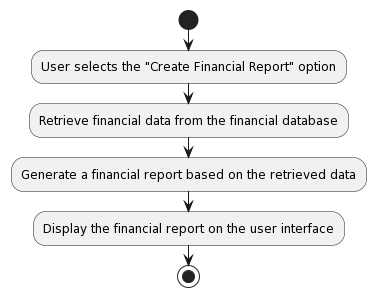 User selects the "Create Financial Report" option
Retrieve financial data from the financial database
Generate a financial report based on the retrieved data
Display the financial report on the user interface